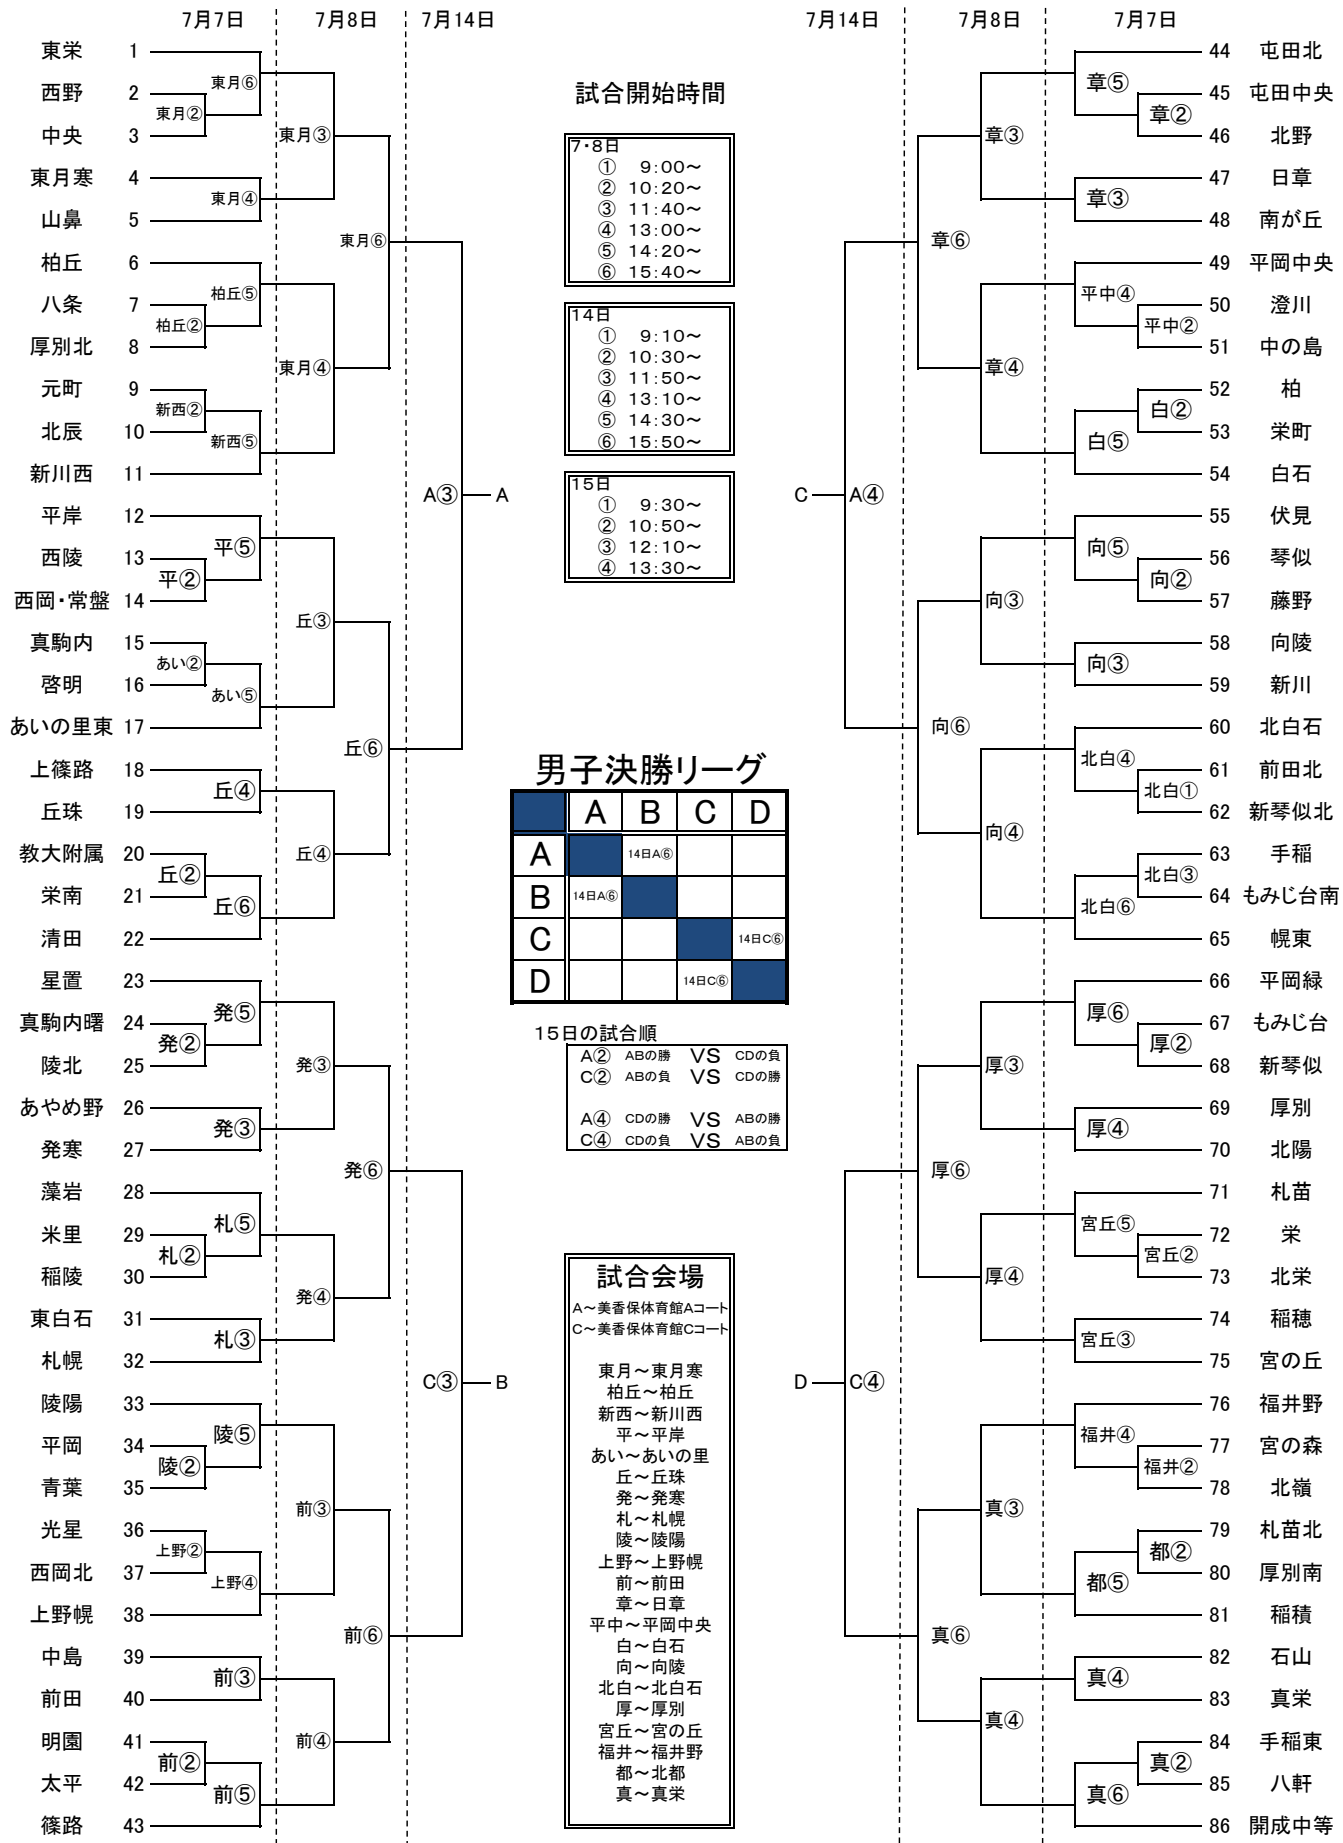 7月7日 7月8日 7月14日 7月14日 7月8日 7月7日
東栄 1
西野 2
中央 3
東月寒 4
山鼻 5
柏丘 6
八条 7
厚別北 8
元町 9
北辰 10
新川西 11
平岸 12
西陵 13
西岡・常盤 14
真駒内 15
啓明 16
あいの里東 17
上篠路 18
丘珠 19
教大附属 20
栄南 21
清田 22
星置 23
真駒内曙 24
陵北 25
あやめ野 26
発寒 27
藻岩 28
米里 29
稲陵 30
東白石 31
札幌 32
陵陽 33
平岡 34
青葉 35
光星 36
西岡北 37
上野幌 38
中島 39
前田 40
明園 41
太平 42
篠路 43
東月②
柏丘②
新西②
平②
あい②
丘②
発②
札②
陵②
上野②
前②
東月⑥
東月④
柏丘⑤
新西⑤
平⑤
あい⑤
丘④
丘⑥
発⑤
発③
札⑤
札③
陵⑤
上野④
前③
前⑤
東月③
東月④
丘③
丘④
発③
発④
前③
前④
東月⑥
丘⑥
発⑥
前⑥
A③ A
C③ B
試合開始時間
7・8日
① 9:00～
② 10:20～
③ 11:40～
④ 13:00～
⑤ 14:20～
⑥ 15:40～
14日
① 9:10～
② 10:30～
③ 11:50～
④ 13:10～
⑤ 14:30～
⑥ 15:50～
15日
① 9:30～
② 10:50～
③ 12:10～
④ 13:30～
男子決勝リーグ
A B C D
A 14日A⑥
B 14日A⑥
C 14日C⑥
D 14日C⑥
15日の試合順
A② ABの勝 VS CDの負
C② ABの負 VS CDの勝
A④ CDの勝 VS ABの勝
C④ CDの負 VS ABの負
試合会場
A～美香保体育館Aコート
C～美香保体育館Cコート
東月～東月寒
柏丘～柏丘
新西～新川西
平～平岸
あい～あいの里
丘～丘珠
発～発寒
札～札幌
陵～陵陽
上野～上野幌
前～前田
章～日章
平中～平岡中央
白～白石
向～向陵
北白～北白石
厚～厚別
宮丘～宮の丘
福井～福井野
都～北都
真～真栄
C A④
D C④
章⑥
向⑥
厚⑥
真⑥
章③
章④
向③
向④
厚③
厚④
真③
真④
章⑤
章③
平中④
白⑤
向⑤
向③
北白④
北白⑥
厚⑥
厚④
宮丘⑤
宮丘③
福井④
都⑤
真④
真⑥
章②
平中②
白②
向②
北白①
北白③
厚②
宮丘②
福井②
都②
真②
44 屯田北
45 屯田中央
46 北野
47 日章
48 南が丘
49 平岡中央
50 澄川
51 中の島
52 柏
53 栄町
54 白石
55 伏見
56 琴似
57 藤野
58 向陵
59 新川
60 北白石
61 前田北
62 新琴似北
63 手稲
64 もみじ台南
65 幌東
66 平岡緑
67 もみじ台
68 新琴似
69 厚別
70 北陽
71 札苗
72 栄
73 北栄
74 稲穂
75 宮の丘
76 福井野
77 宮の森
78 北嶺
79 札苗北
80 厚別南
81 稲積
82 石山
83 真栄
84 手稲東
85 八軒
86 開成中等